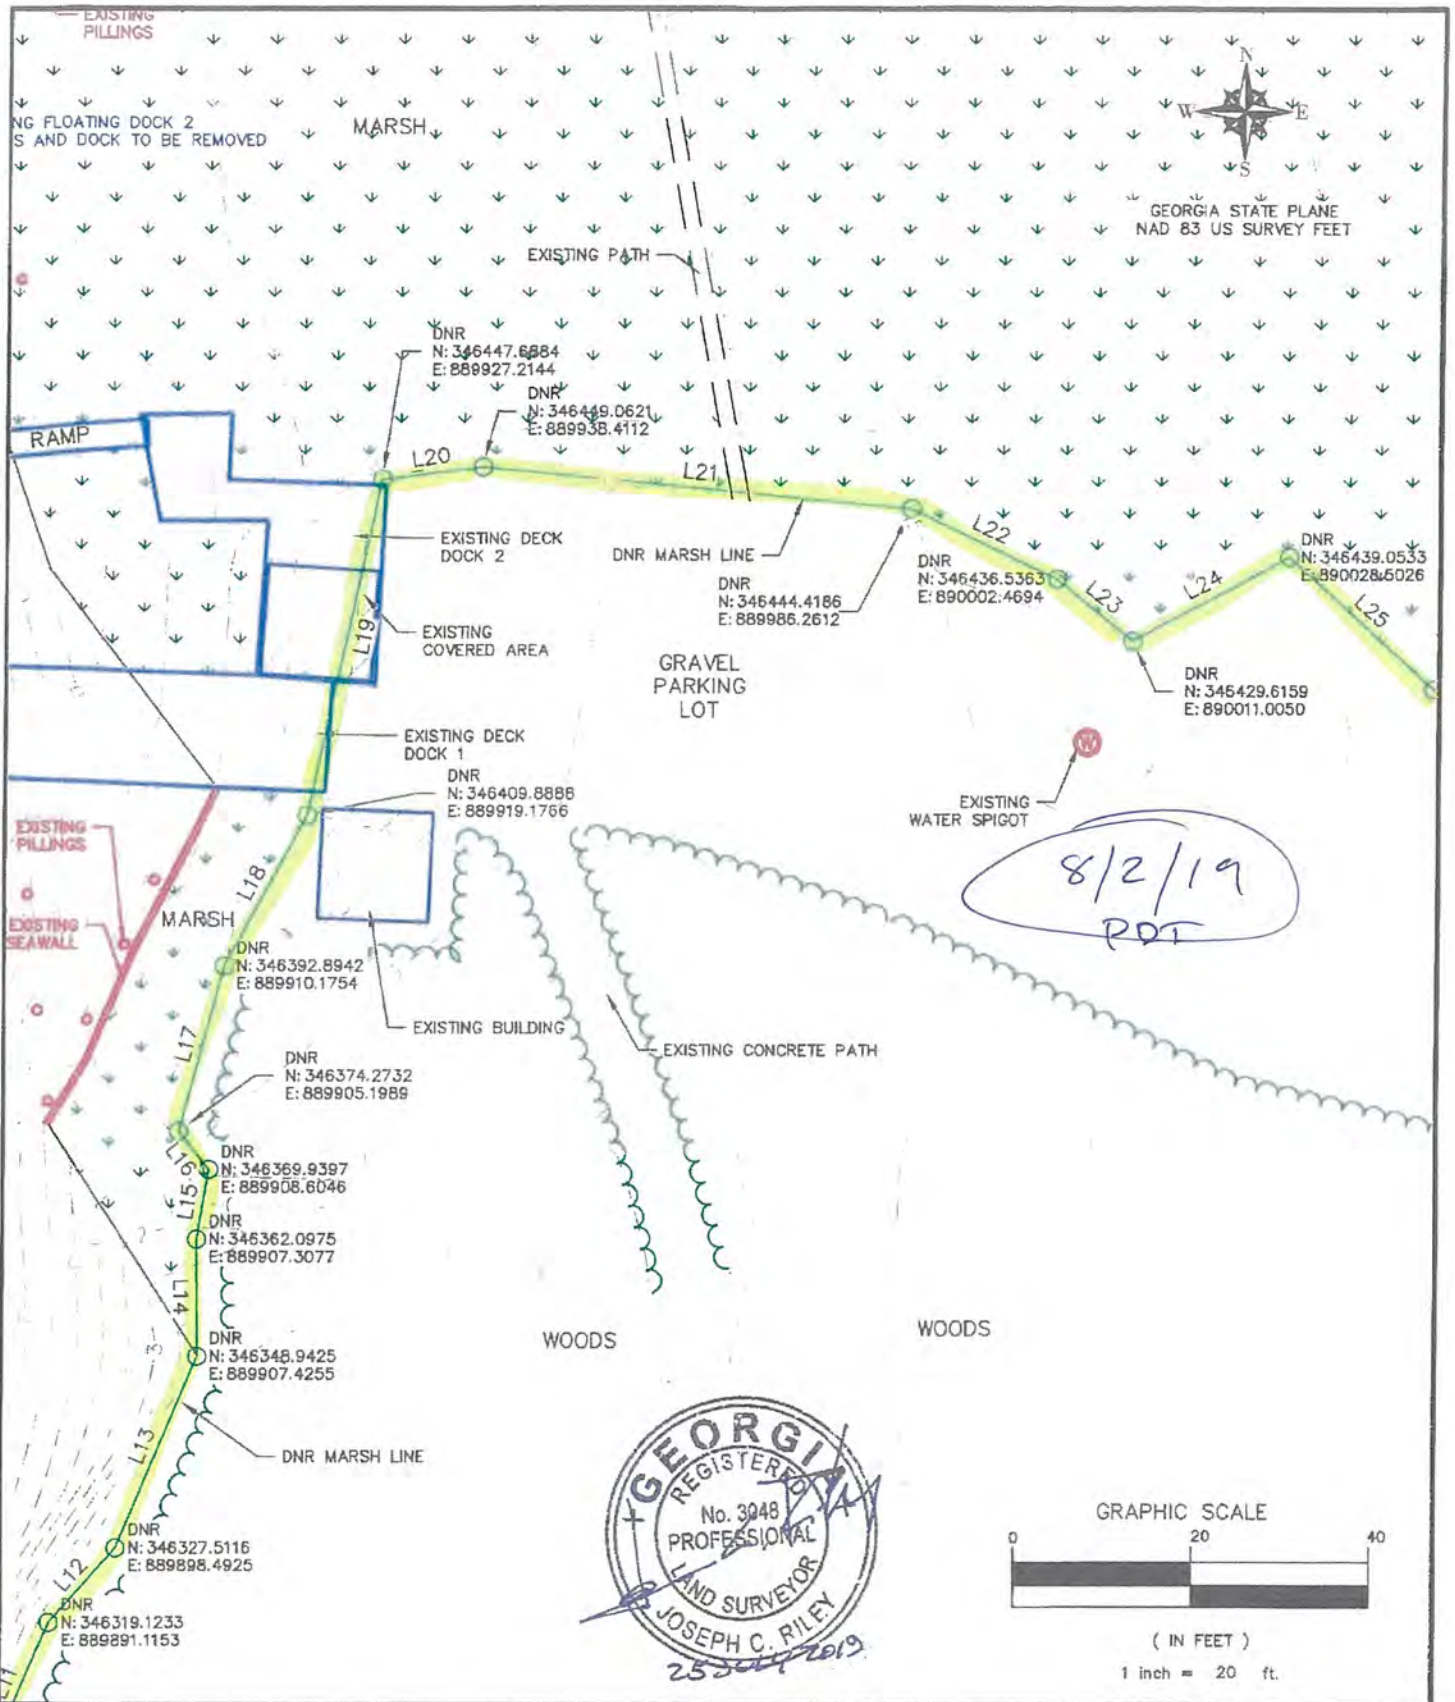 EXISTING
PILLINGS
NG FLOATING DOCK 2
S AND DOCK TO BE REMOVED
MARSH
N
W
E
S
GEORGIA STATE PLANE
NAD 83 US SURVEY FEET
EXISTING PATH
DNR
N: 346447.6884
E: 889927.2144
DNR
N: 346449.0621
E: 889938.4112
RAMP
L20
L21
EXISTING DECK
DOCK 2
DNR MARSH LINE
DNR
N: 346444.4186
E: 889986.2612
L22
DNR
N: 346436.5363
E: 890002.4694
L23
L24
DNR
N: 346439.0533
E: 890028.5026
L25
L19
EXISTING
COVERED AREA
GRAVEL
PARKING
LOT
DNR
N: 346429.6159
E: 890011.0050
EXISTING DECK
DOCK 1
DNR
N: 346409.8888
E: 889919.1766
W
EXISTING
WATER SPIGOT
EXISTING
PILLINGS
8/2/19
PDT
L18
MARSH
EXISTING
SEAWALL
DNR
N: 346392.8942
E: 889910.1754
EXISTING BUILDING
EXISTING CONCRETE PATH
L17
DNR
N: 346374.2732
E: 889905.1989
L16
DNR
N: 346369.9397
E: 889908.6046
L15
DNR
N: 346362.0975
E: 889907.3077
L14
DNR
N: 346348.9425
E: 889907.4255
-3-
WOODS
WOODS
L13
DNR MARSH LINE
GEORGIA
REGISTERED
No. 3048
PROFESSIONAL
LAND SURVEYOR
JOSEPH C. RILEY
25 JULY 2019
DNR
N: 346327.5116
E: 889898.4925
L12
DNR
N: 346319.1233
E: 889891.1153
L11
GRAPHIC SCALE
0 20 40
( IN FEET )
1 inch = 20 ft.